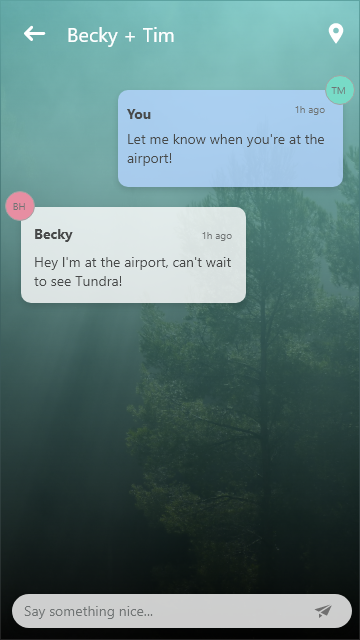 Becky + Tim
TM
You 1h ago
Let me know when you're at the
airport!
BH
Becky 1h ago
Hey I'm at the airport, can't wait
to see Tundra!
Say something nice...